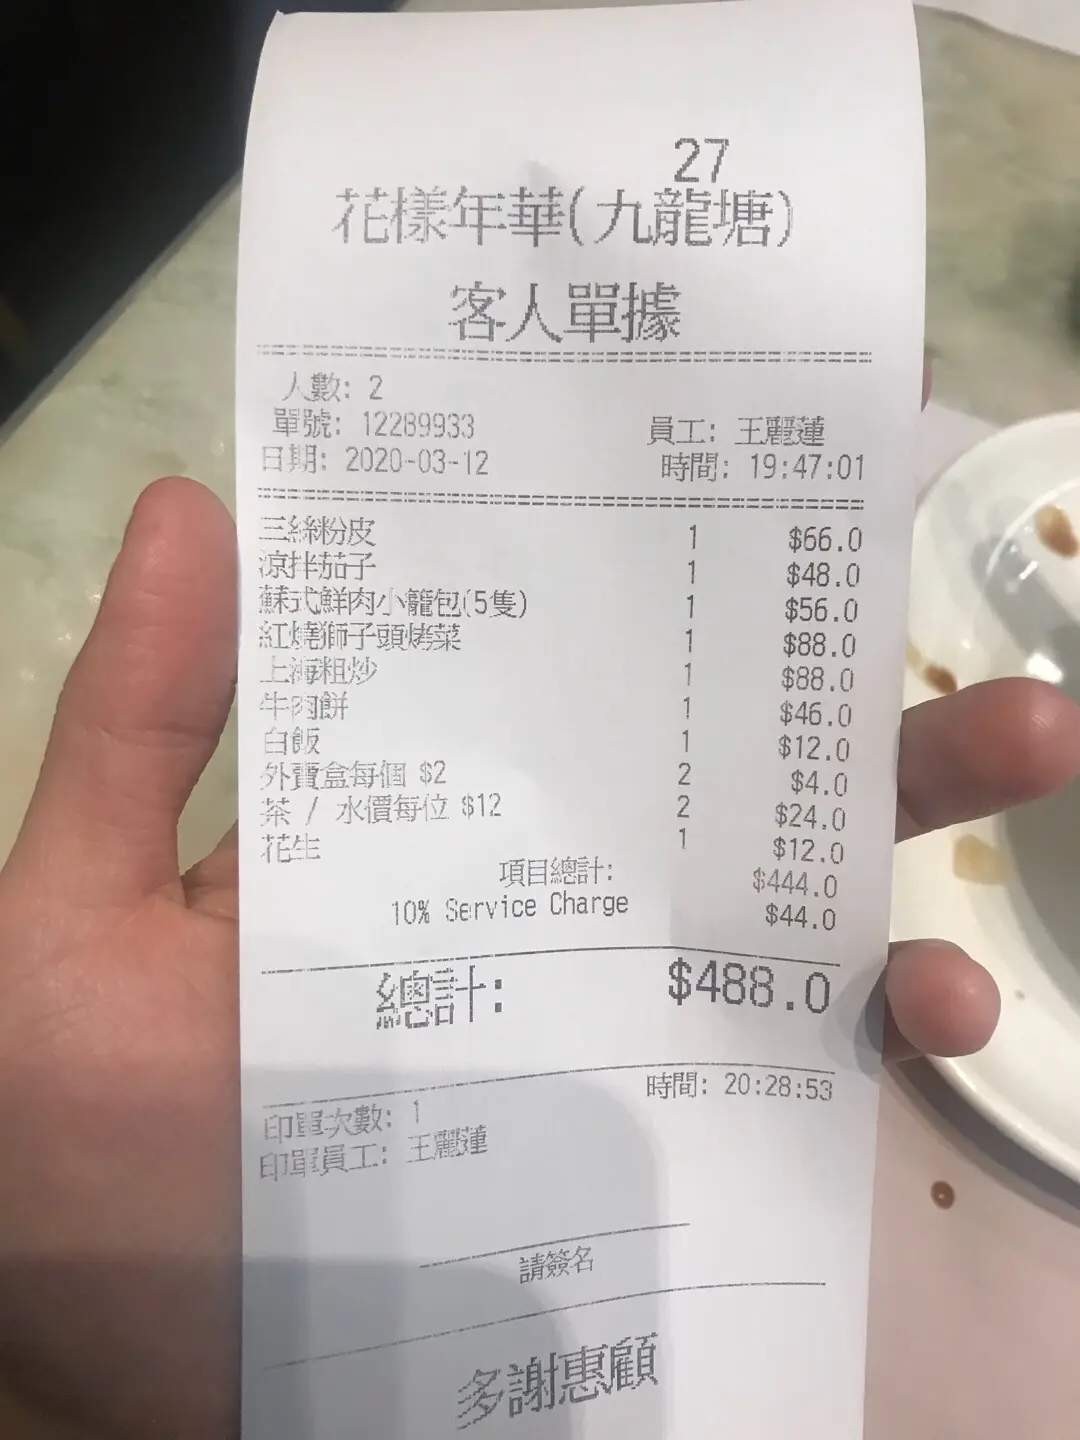 27
花樣年華(九龍塘)
客人單據
人數: 2
單號: 12289933 員工: 王麗蓮
日期: 2020-03-12 時間: 19:47:01
三絲粉皮 1 $66.0
涼拌茄子 1 $48.0
蘇式鮮肉小籠包(5隻) 1 $56.0
紅燒獅子頭烤菜 1 $88.0
上海粗炒 1 $88.0
牛肉餅 1 $46.0
白飯 1 $12.0
外賣盒每個 $2 2 $4.0
茶 / 水價每位 $12 2 $24.0
花生 1 $12.0
項目總計: $444.0
10% Service Charge $44.0
總計: $488.0
時間: 20:28:53
印單次數: 1
印單員工: 王麗蓮
請簽名
多謝惠顧